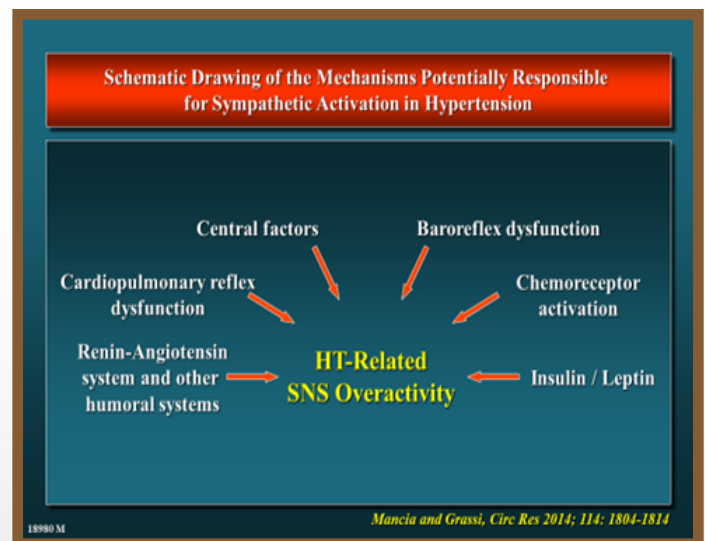 Schematic Drawing of the Mechanisms Potentially Responsible
for Sympathetic Activation in Hypertension
Central factors
Baroreflex dysfunction
Cardiopulmonary reflex
dysfunction
Chemoreceptor
activation
Renin-Angiotensin
system and other
humoral systems
HT-Related
SNS Overactivity
Insulin / Leptin
18980 M
Mancia and Grassi, Circ Res 2014; 114: 1804-1814